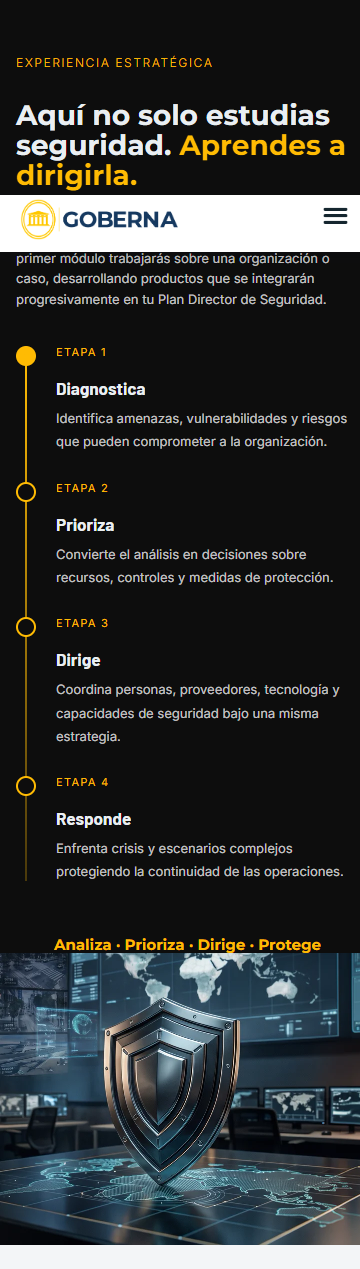 EXPERIENCIA ESTRATÉGICA
Aquí no solo estudias
seguridad. Aprendes a
dirigirla.
GOBERNA
primer módulo trabajarás sobre una organización o
caso, desarrollando productos que se integrarán
progresivamente en tu Plan Director de Seguridad.
ETAPA 1
Diagnostica
Identifica amenazas, vulnerabilidades y riesgos
que pueden comprometer a la organización.
ETAPA 2
Prioriza
Convierte el análisis en decisiones sobre
recursos, controles y medidas de protección.
ETAPA 3
Dirige
Coordina personas, proveedores, tecnología y
capacidades de seguridad bajo una misma
estrategia.
ETAPA 4
Responde
Enfrenta crisis y escenarios complejos
protegiendo la continuidad de las operaciones.
Analiza · Prioriza · Dirige · Protege